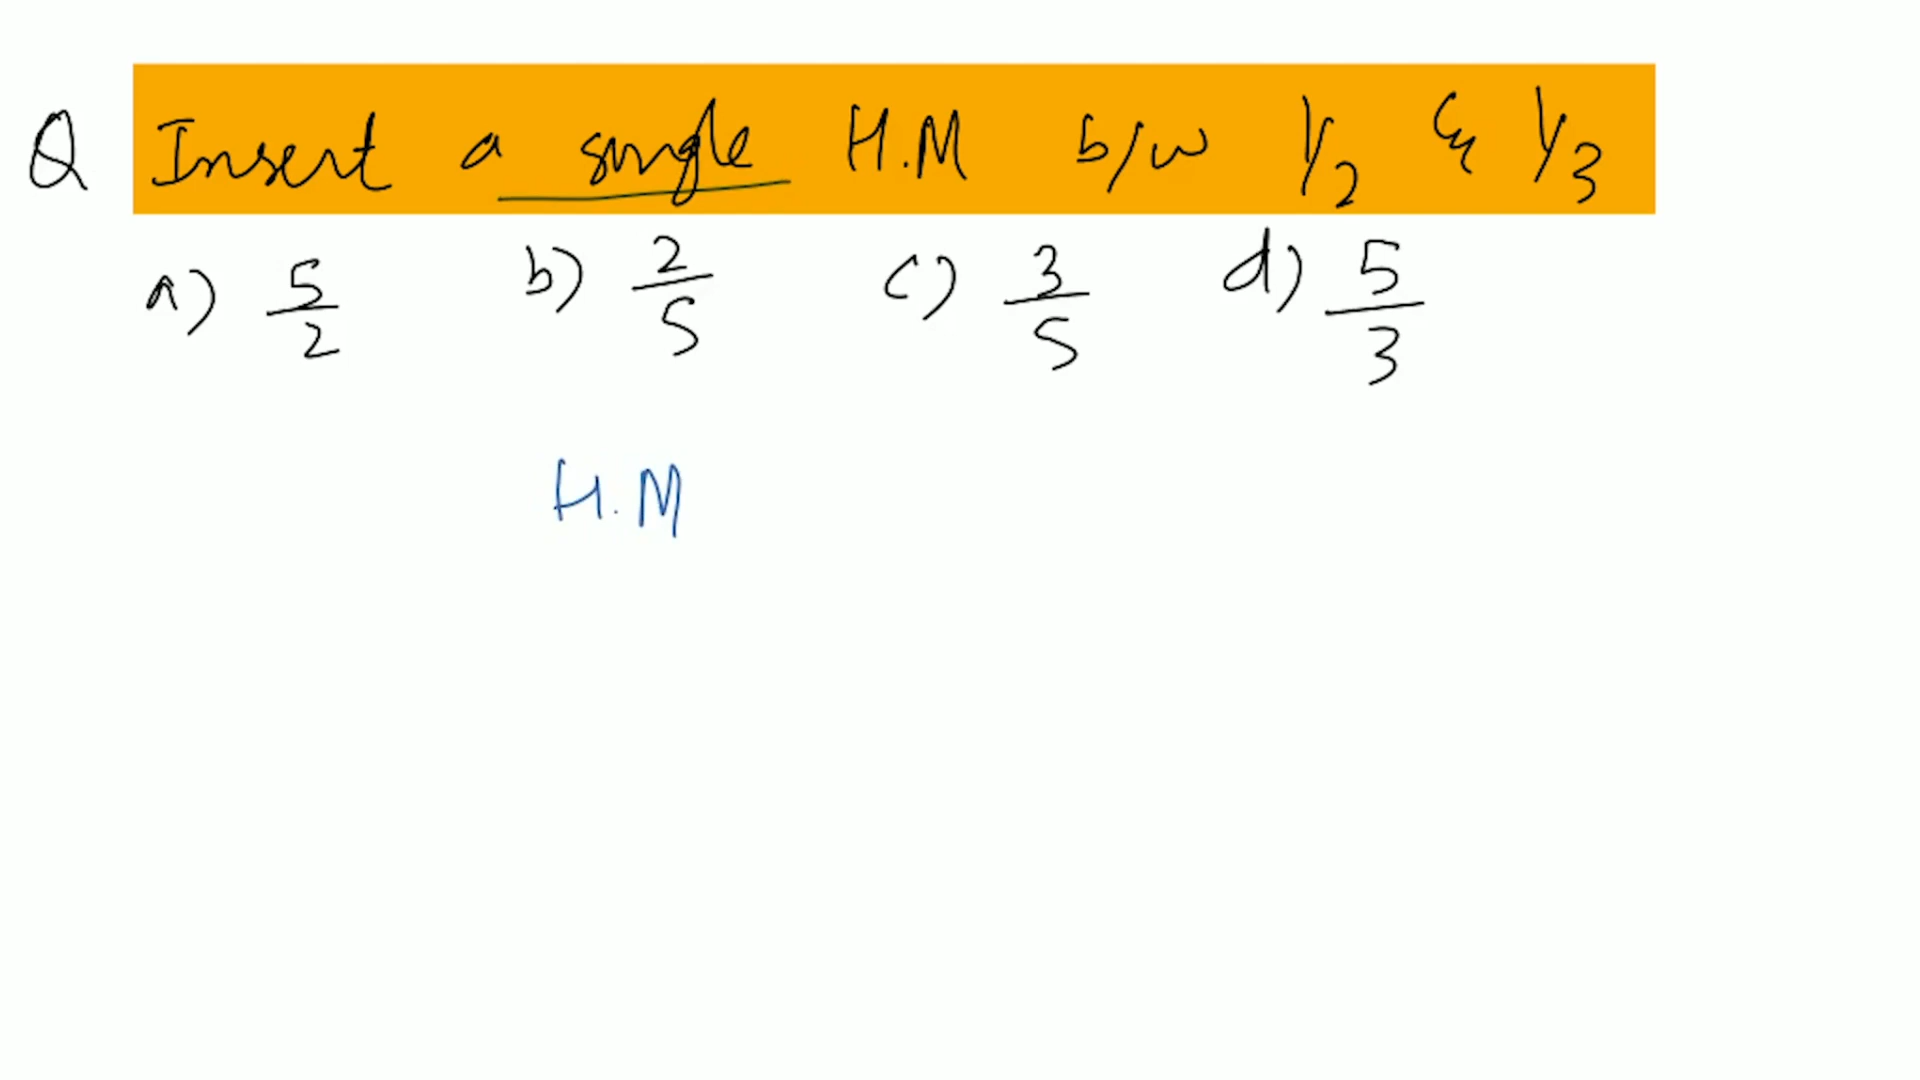 Q Insert a single H.M b/w 1/2 & 1/3
a) 5/2 b) 2/5 c) 3/5 d) 5/3
H.M